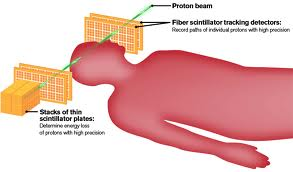 Proton beam
Fiber scintillator tracking detectors:
Record paths of individual protons with high precision
Stacks of thin
scintillator plates:
Determine energy loss
of protons with high precision